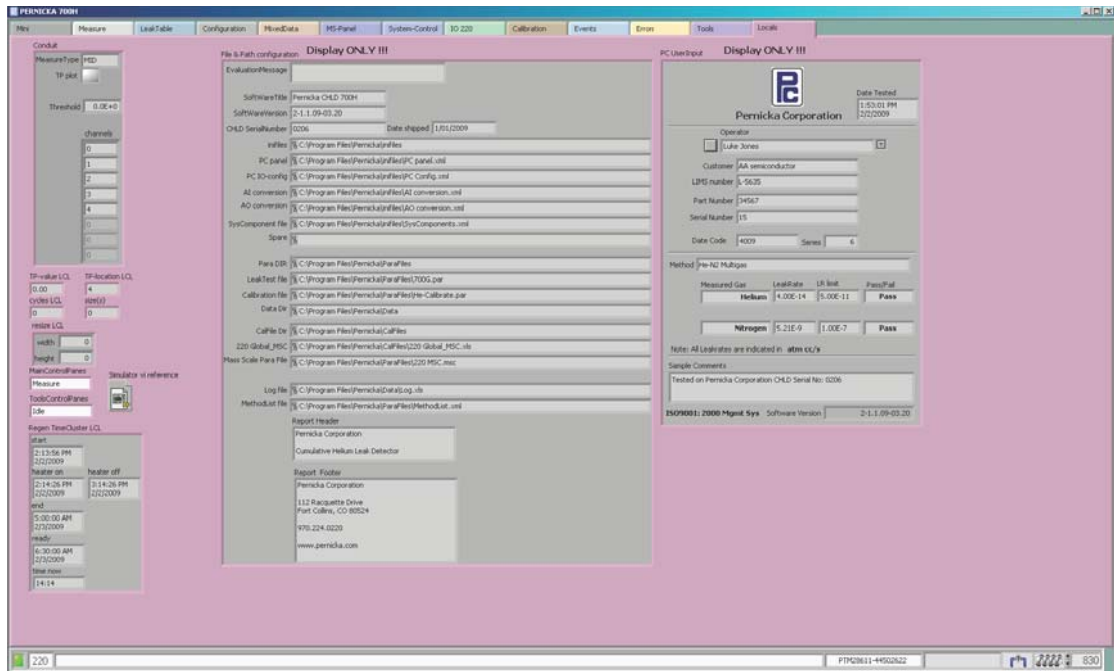 PERNICKA 700H
Mini Measure LeakTable Configuration MixedData MS-Panel System-Control IO 220 Calibration Events Errors Tools Locals
Conduit
MeasureType MID
TP plot
Threshold 0.0E+0
channels
0
1
2
3
4
0
0
0
TP-value LCL TP-location LCL
0.00 4
cycles LCL size(s)
0 0
resize LCL
width 0
height 0
MainControlPanes
Measure
Simulator vi reference
ToolsControlPanes
Idle
Regen TimeCluster LCL
start
2:13:56 PM
2/2/2009
heater on heater off
2:14:26 PM 3:14:26 PM
2/2/2009 2/2/2009
end
5:00:00 AM
2/3/2009
ready
6:30:00 AM
2/3/2009
time now
14:14
File & Path configuration Display ONLY !!!
EvaluationMessage
SoftWareTitle Pernicka CHLD 700H
SoftWareVersion 2-1.1.09-03.20
CHLD SerialNumber 0206 Date shipped 1/01/2009
inifiles C:\Program Files\Pernicka\inifiles
PC panel C:\Program Files\Pernicka\inifiles\PC panel.xml
PC IO-config C:\Program Files\Pernicka\inifiles\PC Config.xml
AI conversion C:\Program Files\Pernicka\inifiles\AI conversion.xml
AO conversion C:\Program Files\Pernicka\inifiles\AO conversion.xml
SysComponent file C:\Program Files\Pernicka\inifiles\SysComponents.xml
Spare
Para DIR C:\Program Files\Pernicka\ParaFiles
LeakTest file C:\Program Files\Pernicka\ParaFiles\700G.par
Calibration file C:\Program Files\Pernicka\ParaFiles\He-Calibrate.par
Data Dir C:\Program Files\Pernicka\Data
CalFile Dir C:\Program Files\Pernicka\CalFiles
220 Global_MSC C:\Program Files\Pernicka\CalFiles\220 Global_MSC.xls
Mass Scale Para File C:\Program Files\Pernicka\ParaFiles\220 MSC.msc
Log file C:\Program Files\Pernicka\Data\Log.xls
MethodList file C:\Program Files\Pernicka\ParaFiles\MethodList.xml
Report Header
Pernicka Corporation
Cumulative Helium Leak Detector
Report Footer
Pernicka Corporation
112 Racquette Drive
Fort Collins, CO 80524
970.224.0220
www.pernicka.com
PC UserInput Display ONLY !!!
Pernicka Corporation
Date Tested
1:53:01 PM
2/2/2009
Operator
Luke Jones
Customer AA semiconductor
LIMS number L-5635
Part Number 34567
Serial Number 15
Date Code 4009 Series 6
Method He-N2 Multigas
Measured Gas LeakRate LR limit Pass/Fail
Helium 4.00E-14 5.00E-11 Pass
Nitrogen 5.21E-9 1.00E-7 Pass
Note: All Leakrates are indicated in atm cc/s
Sample Comments
Tested on Pernicka Corporation CHLD Serial No: 0206
ISO9001: 2000 Mgmt Sys Software Version 2-1.1.09-03.20
220 PTM28611-44502622 830